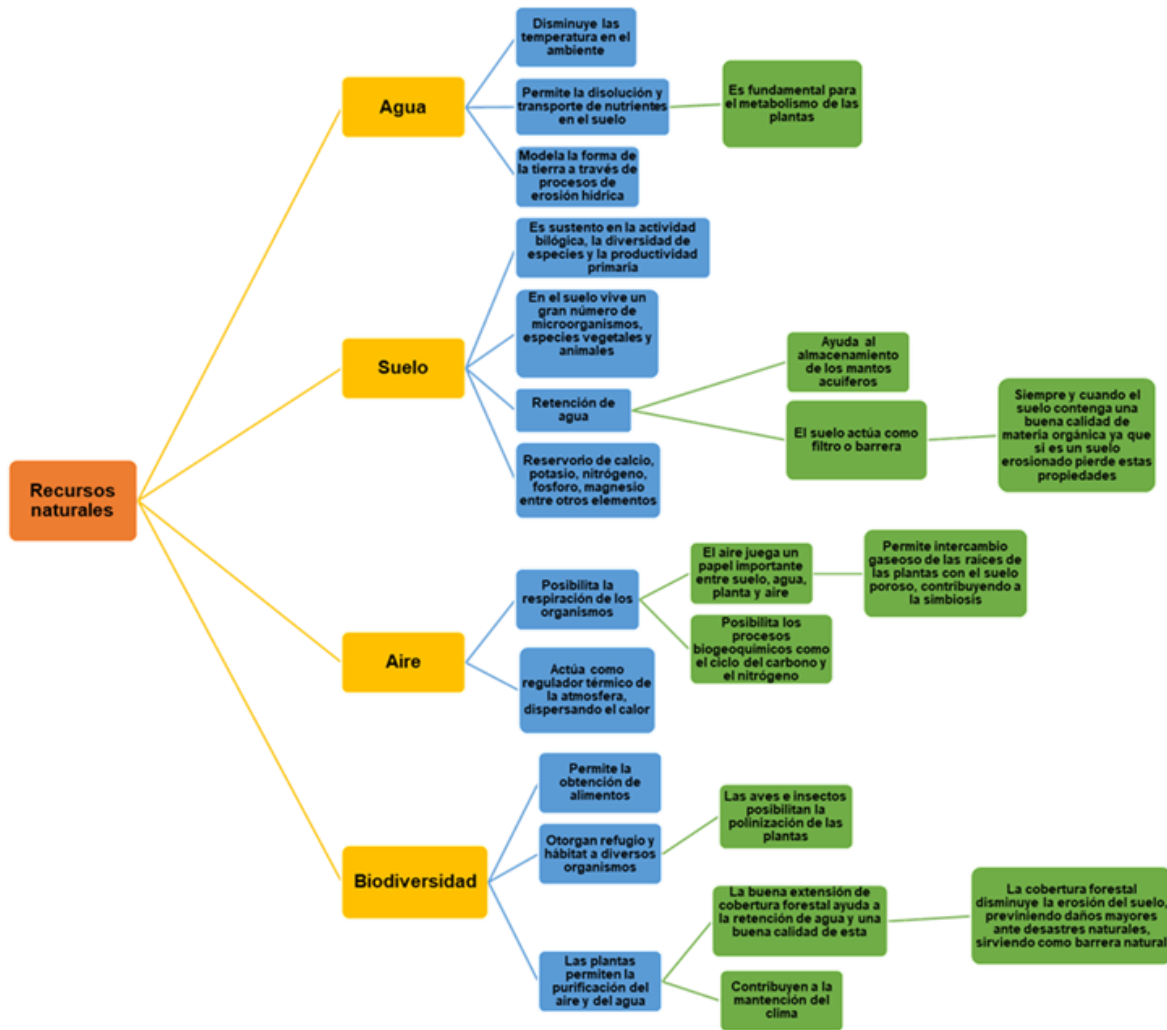 Recursos
naturales
Agua
Disminuye las
temperatura en el
ambiente
Permite la disolución y
transporte de nutrientes
en el suelo
Es fundamental para
el metabolismo de las
plantas
Modela la forma de
la tierra a través de
procesos de
erosión hídrica
Suelo
Es sustento en la actividad
bilógica, la diversidad de
especies y la productividad
primaria
En el suelo vive un
gran número de
microorganismos,
especies vegetales y
animales
Retención de
agua
Ayuda al
almacenamiento
de los mantos
acuíferos
El suelo actúa como
filtro o barrera
Siempre y cuando el
suelo contenga una
buena calidad de
materia orgánica ya que
si es un suelo
erosionado pierde estas
propiedades
Reservorio de calcio,
potasio, nitrógeno,
fosforo, magnesio
entre otros elementos
Aire
Posibilita la
respiración de los
organismos
El aire juega un
papel importante
entre suelo, agua,
planta y aire
Permite intercambio
gaseoso de las raíces de
las plantas con el suelo
poroso, contribuyendo a
la simbiosis
Posibilita los
procesos
biogeoquímicos como
el ciclo del carbono y
el nitrógeno
Actúa como
regulador térmico de
la atmosfera,
dispersando el calor
Biodiversidad
Permite la
obtención de
alimentos
Otorgan refugio y
hábitat a diversos
organismos
Las aves e insectos
posibilitan la
polinización de las
plantas
Las plantas
permiten la
purificación del
aire y del agua
La buena extensión de
cobertura forestal ayuda a
la retención de agua y una
buena calidad de esta
La cobertura forestal
disminuye la erosión del suelo,
previniendo daños mayores
ante desastres naturales,
sirviendo como barrera natural
Contribuyen a la
mantención del
clima